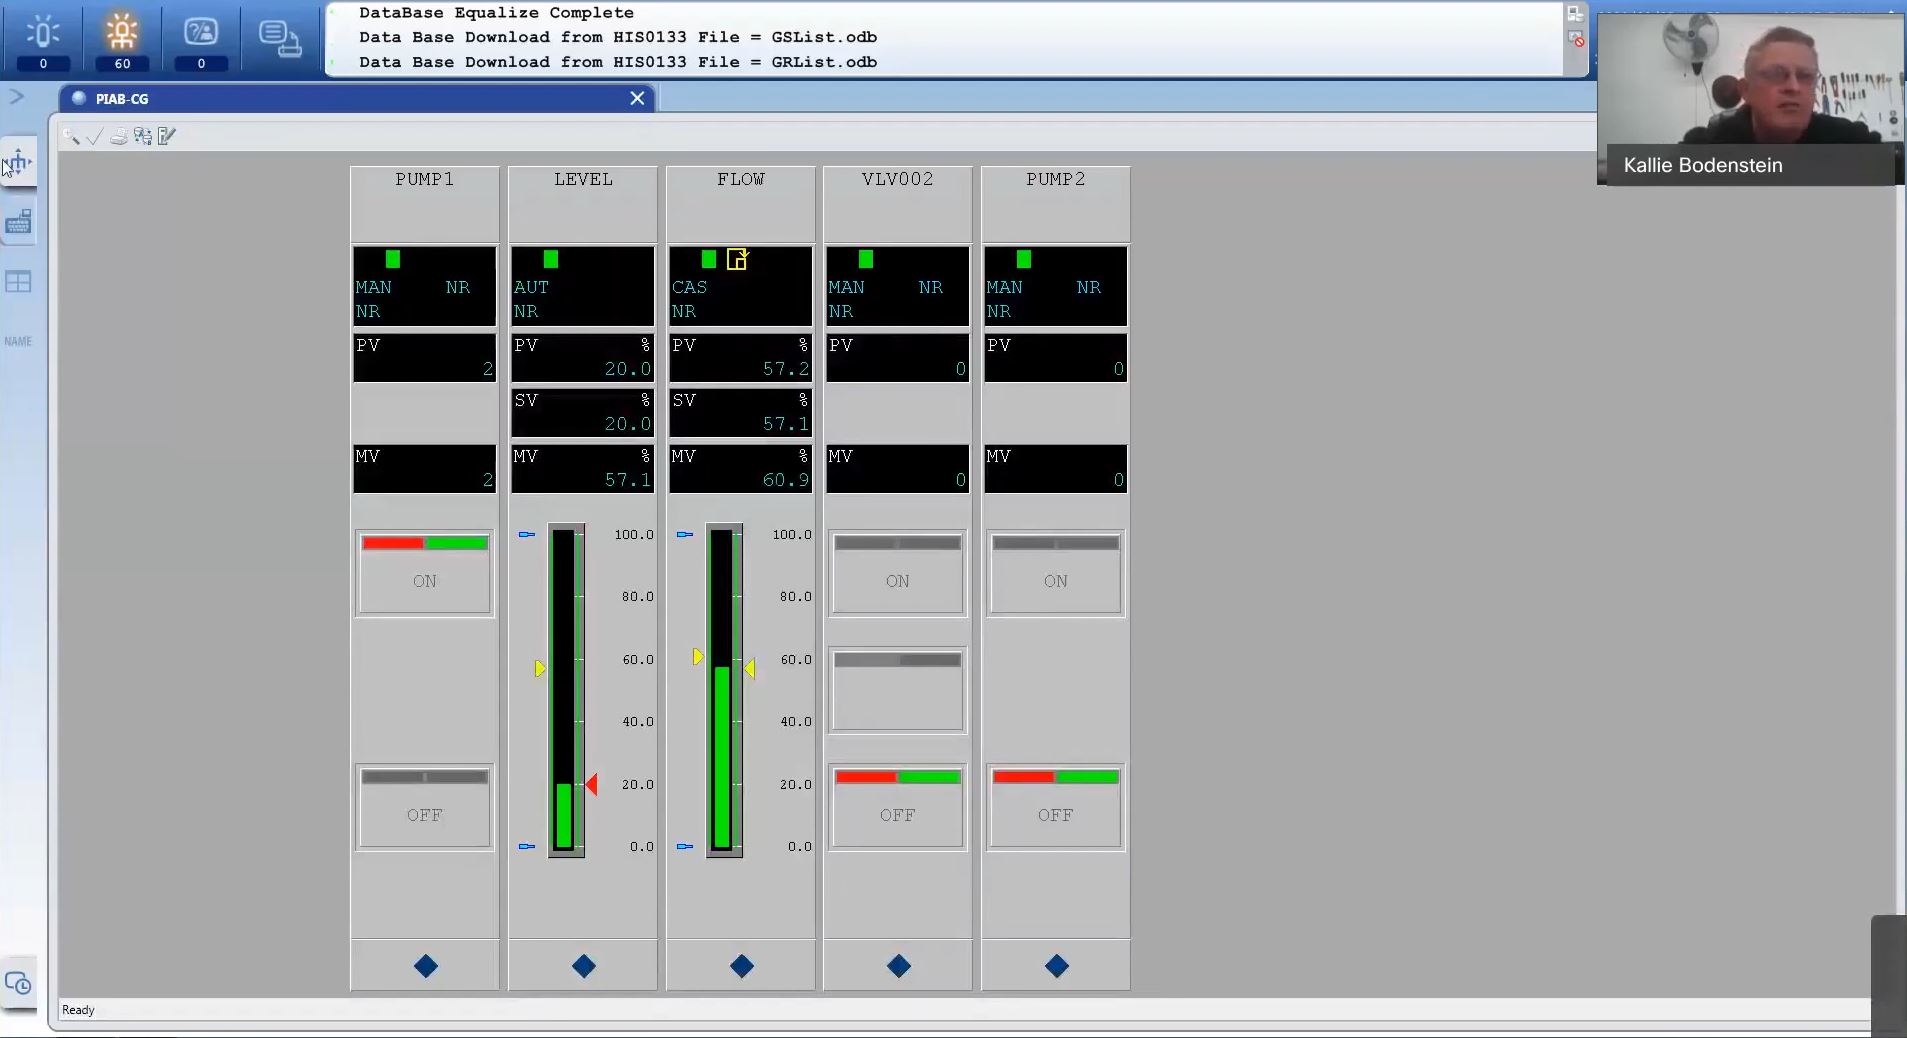 DataBase Equalize Complete
Data Base Download from HIS0133 File = GSList.odb
Data Base Download from HIS0133 File = GRList.odb
0
60
0
PIAB-CG
Kallie Bodenstein
NAME
PUMP1
MAN NR
NR
PV
2
MV
2
ON
OFF
LEVEL
AUT
NR
PV %
20.0
SV %
20.0
MV %
57.1
100.0
80.0
60.0
40.0
20.0
0.0
FLOW
CAS
NR
PV %
57.2
SV %
57.1
MV %
60.9
100.0
80.0
60.0
40.0
20.0
0.0
VLV002
MAN NR
NR
PV
0
MV
0
ON
OFF
PUMP2
MAN NR
NR
PV
0
MV
0
ON
OFF
Ready